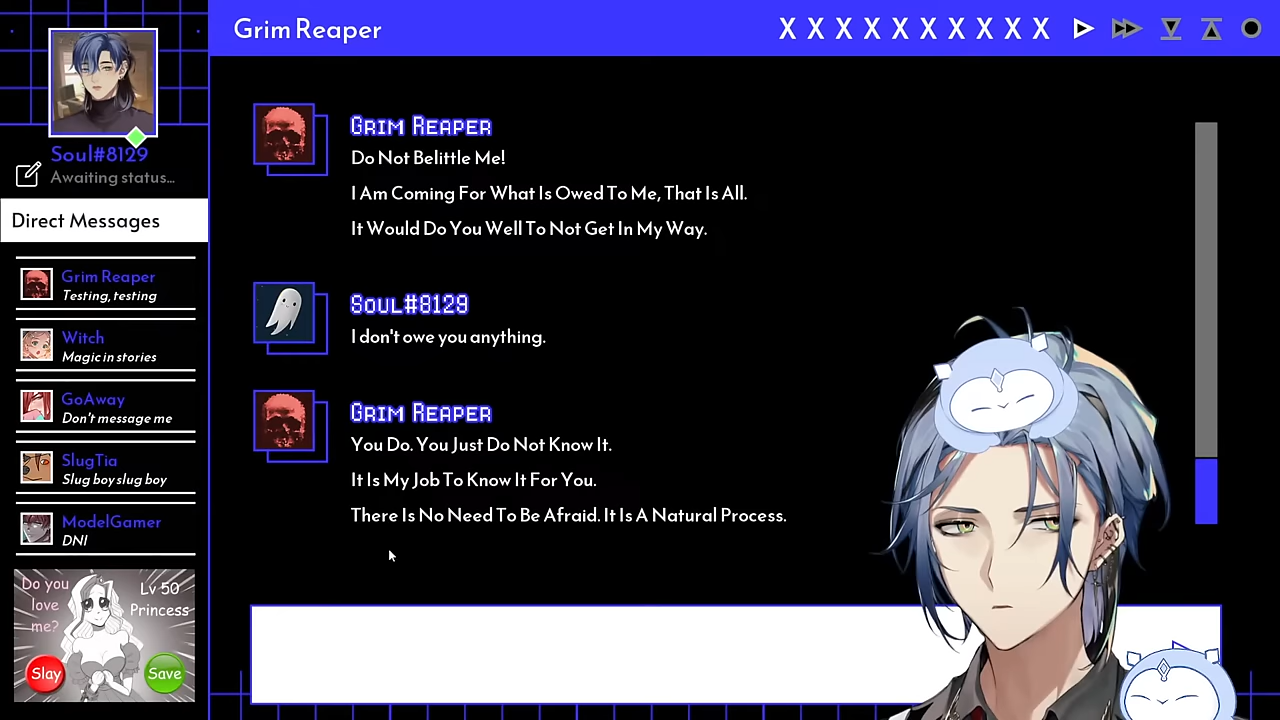 Grim Reaper
X X X X X X X X X X
Soul#8129
Awaiting status...
Direct Messages
Grim Reaper
Testing, testing
Witch
Magic in stories
GoAway
Don't message me
SlugTia
Slug boy slug boy
ModelGamer
DNI
Do you
love
me?
Lv 50
Princess
Slay
Save
Grim Reaper
Do Not Belittle Me!
I Am Coming For What Is Owed To Me, That Is All.
It Would Do You Well To Not Get In My Way.
Soul#8129
I don't owe you anything.
Grim Reaper
You Do. You Just Do Not Know It.
It Is My Job To Know It For You.
There Is No Need To Be Afraid. It Is A Natural Process.